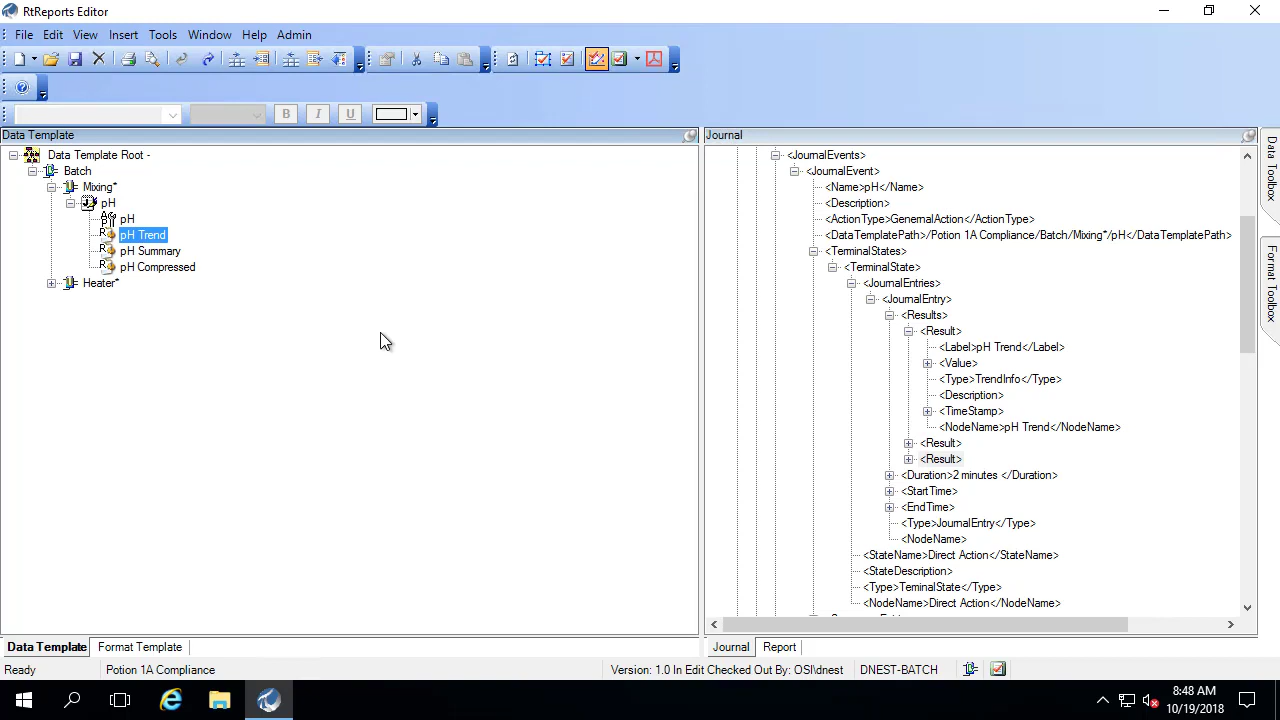 RtReports Editor
File Edit View Insert Tools Window Help Admin
B I U
Data Template
Data Template Root -
Batch
Mixing*
pH
pH
pH Trend
pH Summary
pH Compressed
Heater*
Journal
<JournalEvents>
<JournalEvent>
<Name>pH</Name>
<Description>
<ActionType>GenernalAction</ActionType>
<DataTemplatePath>/Potion 1A Compliance/Batch/Mixing*/pH</DataTemplatePath>
<TerminalStates>
<TerminalState>
<JournalEntries>
<JournalEntry>
<Results>
<Result>
<Label>pH Trend</Label>
<Value>
<Type>TrendInfo</Type>
<Description>
<TimeStamp>
<NodeName>pH Trend</NodeName>
<Result>
<Result>
<Duration>2 minutes </Duration>
<StartTime>
<EndTime>
<Type>JournalEntry</Type>
<NodeName>
<StateName>Direct Action</StateName>
<StateDescription>
<Type>TeminalState</Type>
<NodeName>Direct Action</NodeName>
Data Toolbox
Format Toolbox
Data Template Format Template
Journal Report
Ready Potion 1A Compliance Version: 1.0 In Edit Checked Out By: OSI\dnest DNEST-BATCH
8:48 AM
10/19/2018